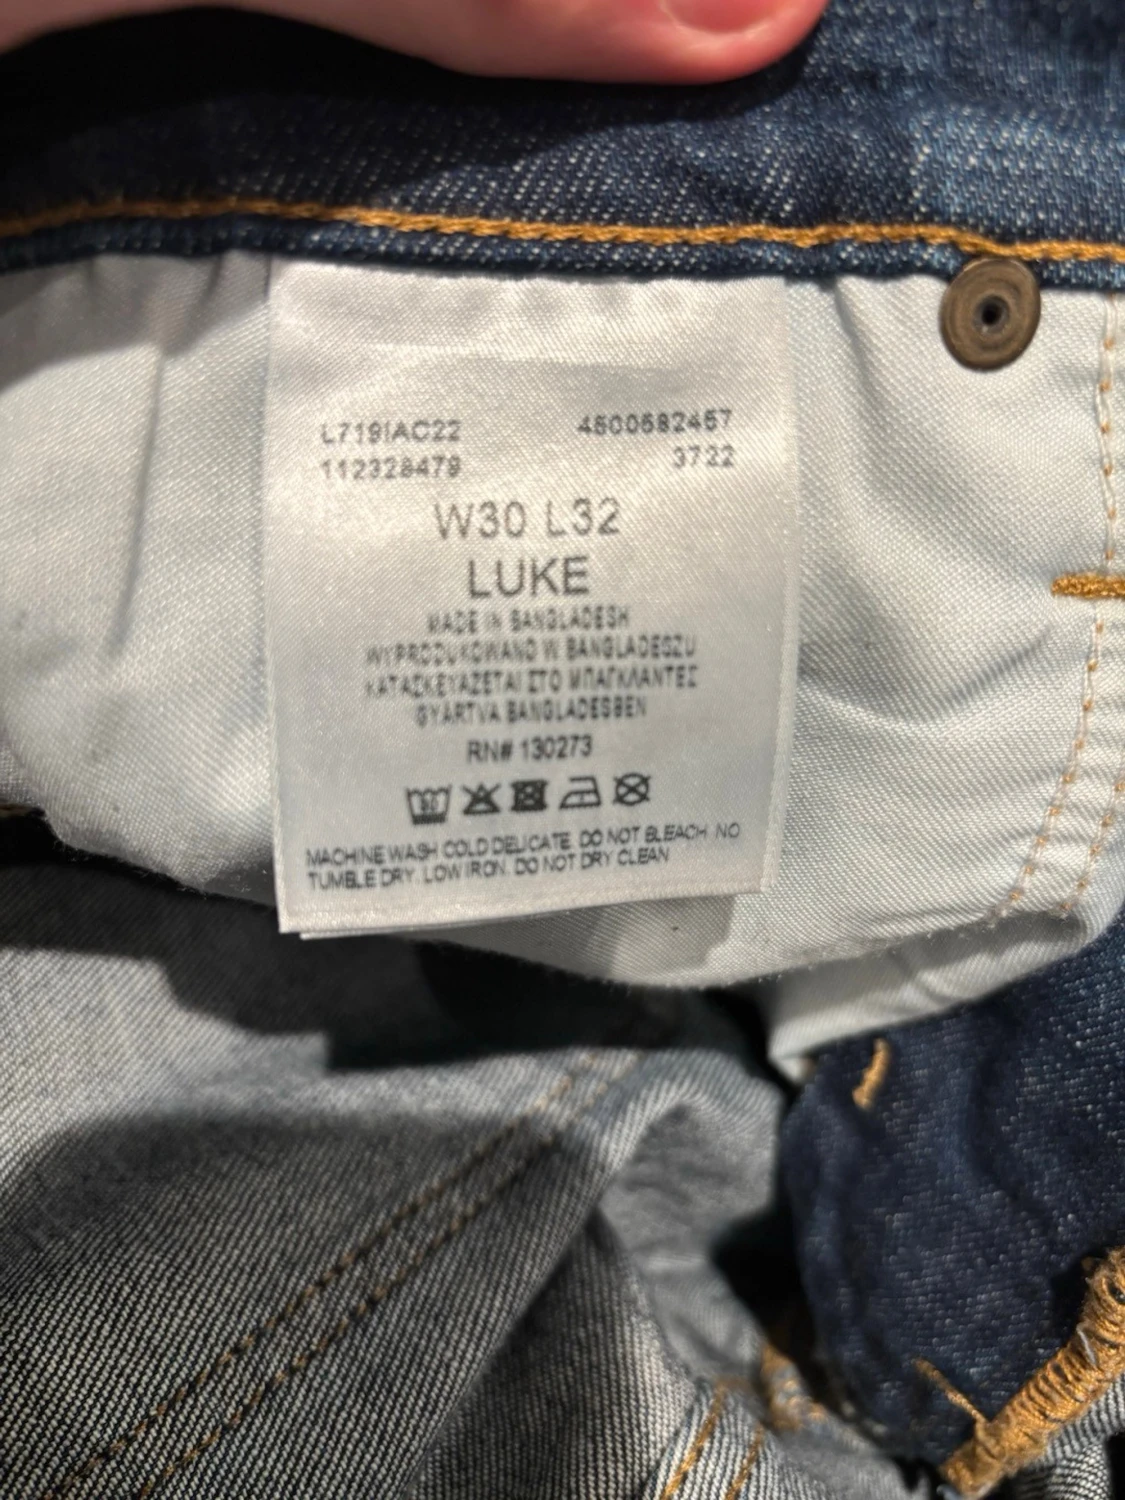 L719IAC22 4500582457
112328479 3722
W30 L32
LUKE
MADE IN BANGLADESH
WYPRODUKOWANO W BANGLADESZU
ΚΑΤΑΣΚΕΥΑΖΕΤΑΙ ΣΤΟ ΜΠΑΓΚΛΑΝΤΕΣ
GYÁRTVA BANGLADESBEN
RN# 130273
MACHINE WASH COLD DELICATE. DO NOT BLEACH. NO
TUMBLE DRY. LOW IRON. DO NOT DRY CLEAN